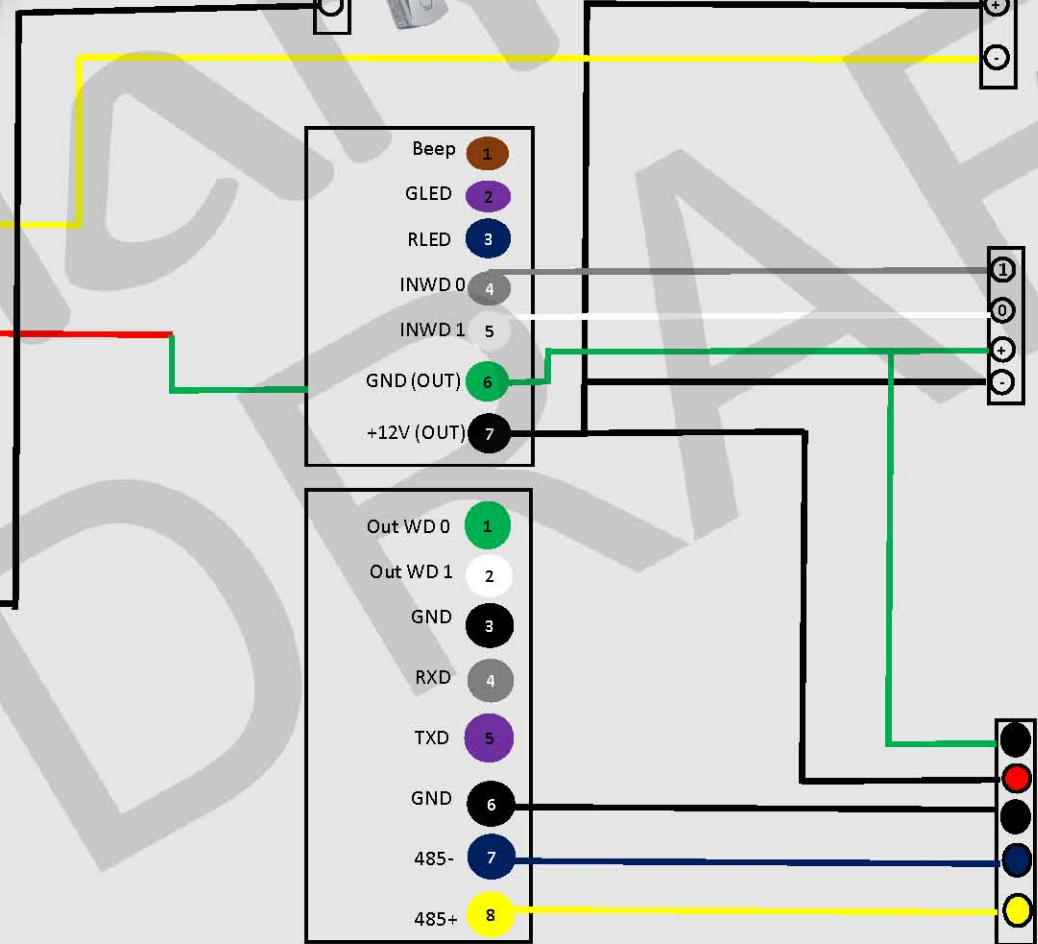 +
-
Beep 1
GLED 2
RLED 3
INWD 0 4
INWD 1 5
GND (OUT) 6
+12V (OUT) 7
1
0
+
-
Out WD 0 1
Out WD 1 2
GND 3
RXD 4
TXD 5
GND 6
485- 7
485+ 8
DRAF